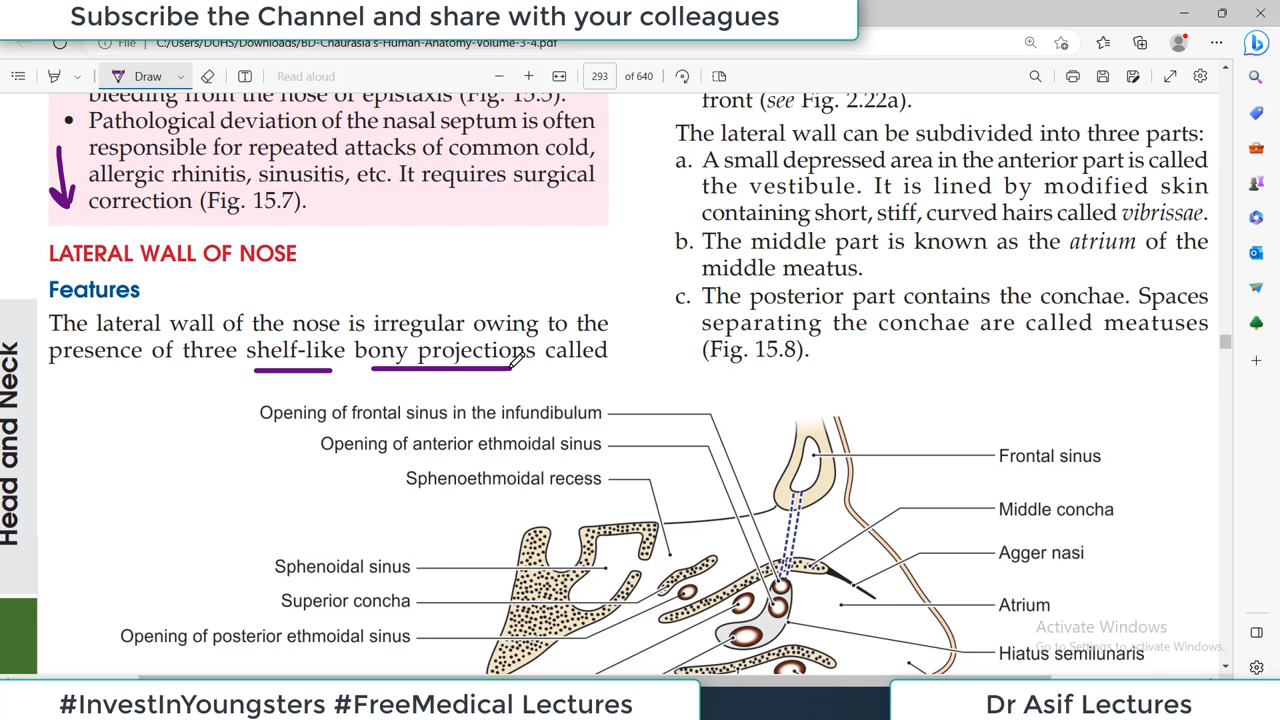 Subscribe the Channel and share with your colleagues
File
C:/Users/DUHS/Downloads/BD-Chaurasia's-Human-Anatomy-Volume-3-4.pdf
Draw
Read aloud
293 of 640
bleeding from the nose or epistaxis (Fig. 15.5).
• Pathological deviation of the nasal septum is often
responsible for repeated attacks of common cold,
allergic rhinitis, sinusitis, etc. It requires surgical
correction (Fig. 15.7).
LATERAL WALL OF NOSE
Features
The lateral wall of the nose is irregular owing to the
presence of three shelf-like bony projections called
front (see Fig. 2.22a).
The lateral wall can be subdivided into three parts:
a. A small depressed area in the anterior part is called
the vestibule. It is lined by modified skin
containing short, stiff, curved hairs called vibrissae.
b. The middle part is known as the atrium of the
middle meatus.
c. The posterior part contains the conchae. Spaces
separating the conchae are called meatuses
(Fig. 15.8).
Head and Neck
Opening of frontal sinus in the infundibulum
Opening of anterior ethmoidal sinus
Sphenoethmoidal recess
Sphenoidal sinus
Superior concha
Opening of posterior ethmoidal sinus
Frontal sinus
Middle concha
Agger nasi
Atrium
Hiatus semilunaris
Activate Windows
Go to Settings to activate Windows.
#InvestInYoungsters #FreeMedical Lectures
Dr Asif Lectures